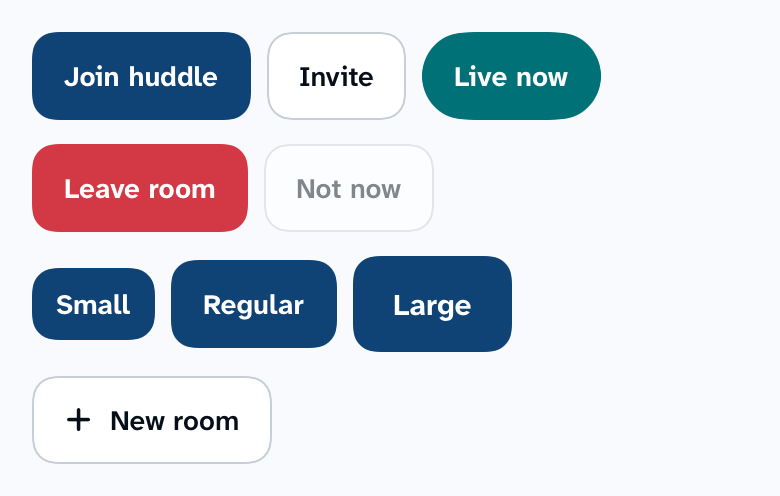 Join huddle Invite Live now
Leave room Not now
Small Regular Large
+ New room